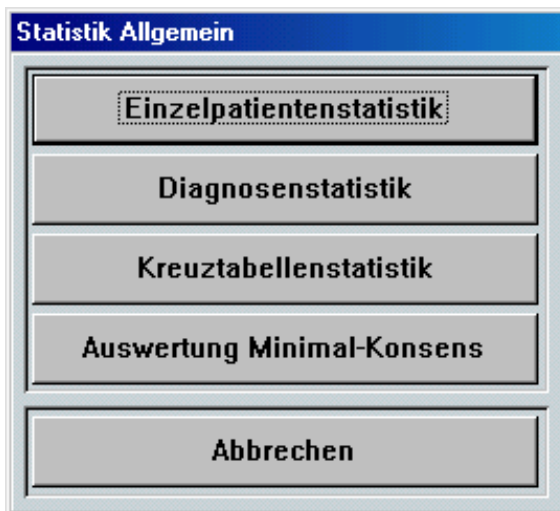 Statistik Allgemein
Einzelpatientenstatistik
Diagnosenstatistik
Kreuztabellenstatistik
Auswertung Minimal-Konsens
Abbrechen